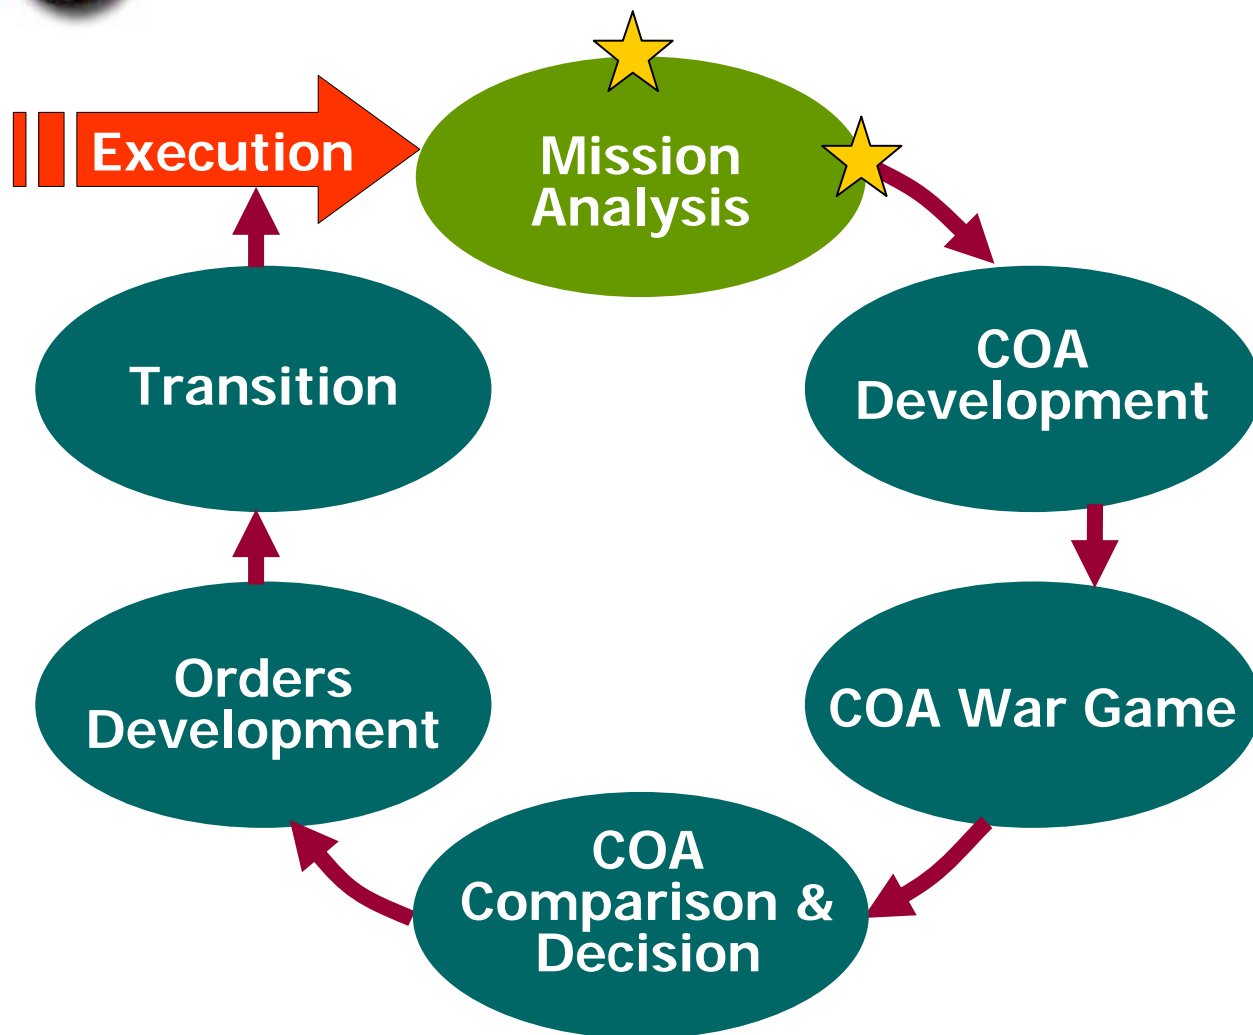 Execution
Mission
Analysis
COA
Development
Transition
COA War Game
Orders
Development
COA
Comparison &
Decision